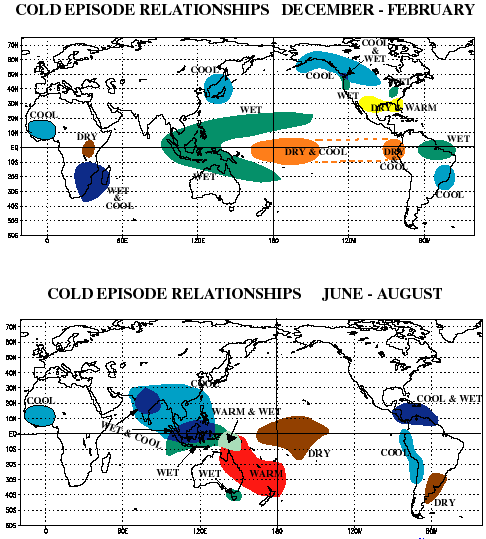 COLD EPISODE RELATIONSHIPS DECEMBER - FEBRUARY
70N
60N
50N
40N
30N
20N
10N
EQ
10S
20S
30S
40S
50S
60S
COOL
DRY
WET
&
COOL
COOL
WET
WET
DRY & COOL
COOL
&
WET
COOL
WET
DRY
WARM
DRY
COOL
WET
COOL
0
60E
120E
180
120W
60W
COLD EPISODE RELATIONSHIPS JUNE - AUGUST
70N
60N
50N
40N
30N
20N
10N
EQ
10S
20S
30S
40S
50S
60S
COOL
COOL
WARM & WET
WET & COOL
WET
WET
WARM
DRY
COOL & WET
COOL
DRY
0
60E
120E
180
120W
60W